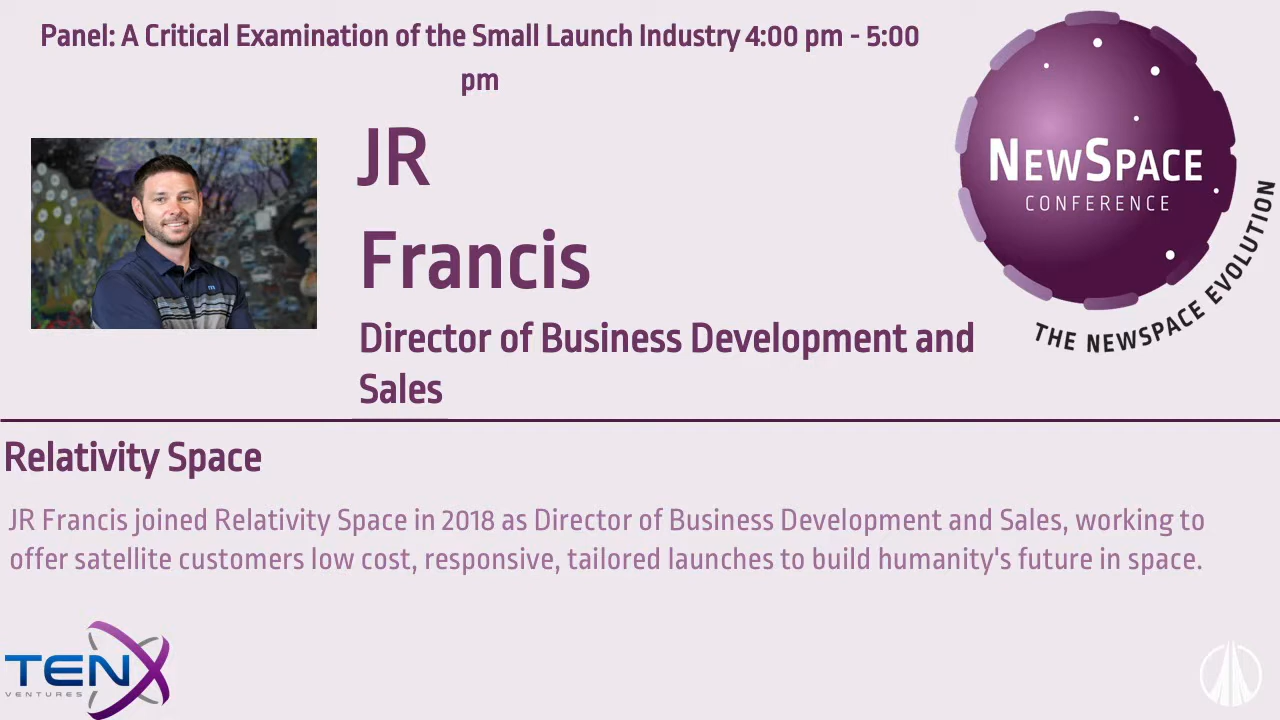 Panel: A Critical Examination of the Small Launch Industry 4:00 pm - 5:00
pm
JR
Francis
Director of Business Development and
Sales
NEWSPACE
CONFERENCE
THE NEWSPACE EVOLUTION
Relativity Space
JR Francis joined Relativity Space in 2018 as Director of Business Development and Sales, working to
offer satellite customers low cost, responsive, tailored launches to build humanity's future in space.
TENX
VENTURES